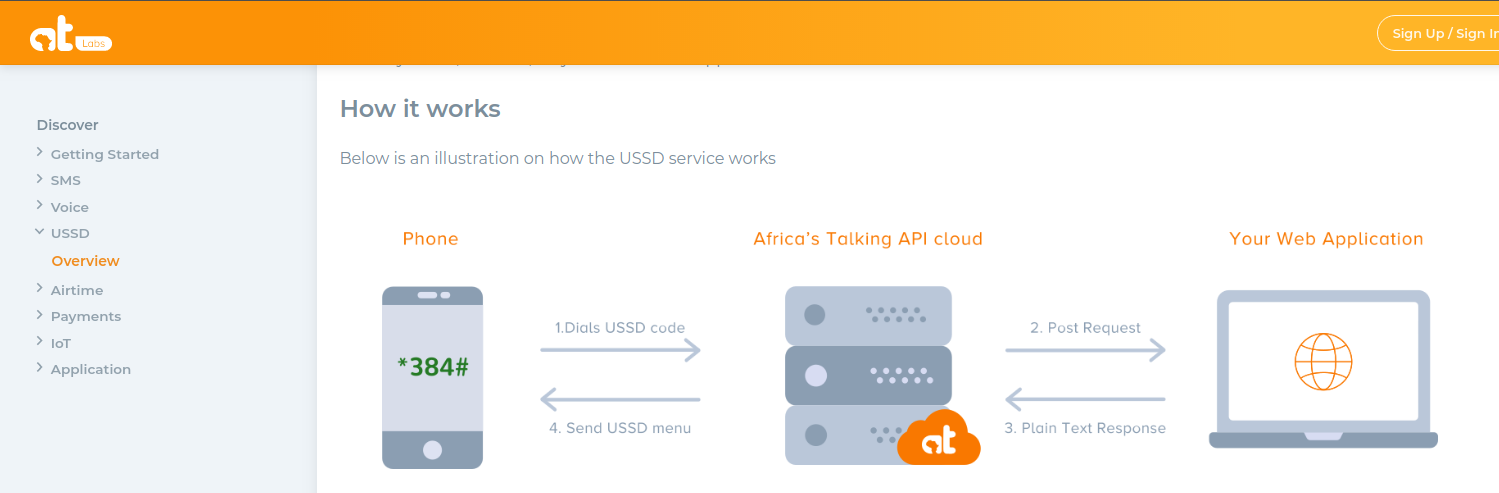 at
Labs
Sign Up / Sign In
Discover
Getting Started
SMS
Voice
USSD
Overview
Airtime
Payments
IoT
Application
How it works
Below is an illustration on how the USSD service works
Phone
Africa's Talking API cloud
Your Web Application
*384#
1.Dials USSD code
4. Send USSD menu
at
2. Post Request
3. Plain Text Response